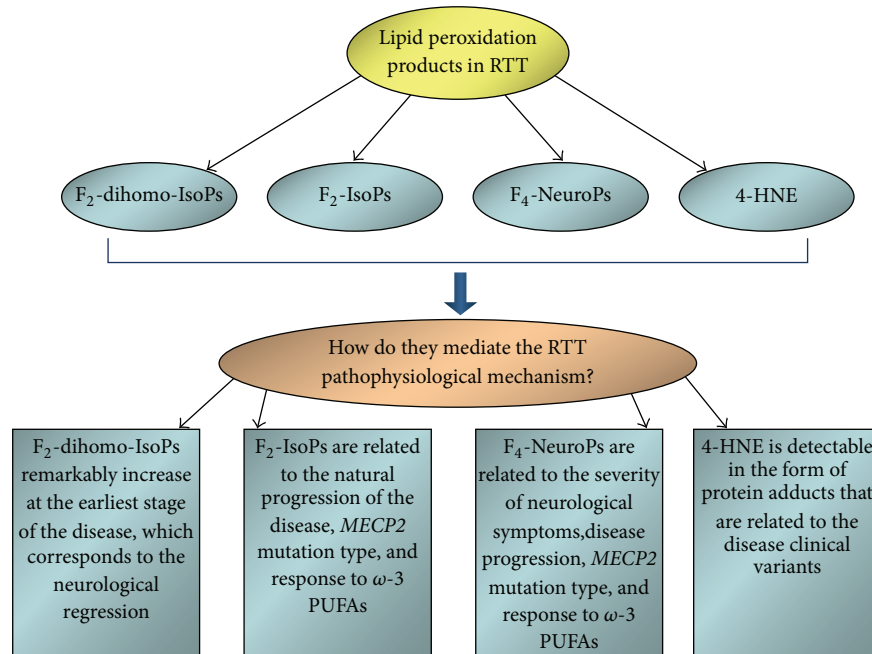 Lipid peroxidation
products in RTT
F₂-dihomo-IsoPs
F₂-IsoPs
F₄-NeuroPs
4-HNE
How do they mediate the RTT
pathophysiological mechanism?
F₂-dihomo-IsoPs
remarkably increase
at the earliest stage
of the disease, which
corresponds to the
neurological
regression
F₂-IsoPs are related
to the natural
progression of the
disease, MECP2
mutation type, and
response to ω-3
PUFAs
F₄-NeuroPs are
related to the severity
of neurological
symptoms,disease
progression, MECP2
mutation type, and
response to ω-3
PUFAs
4-HNE is detectable
in the form of
protein adducts that
are related to the
disease clinical
variants